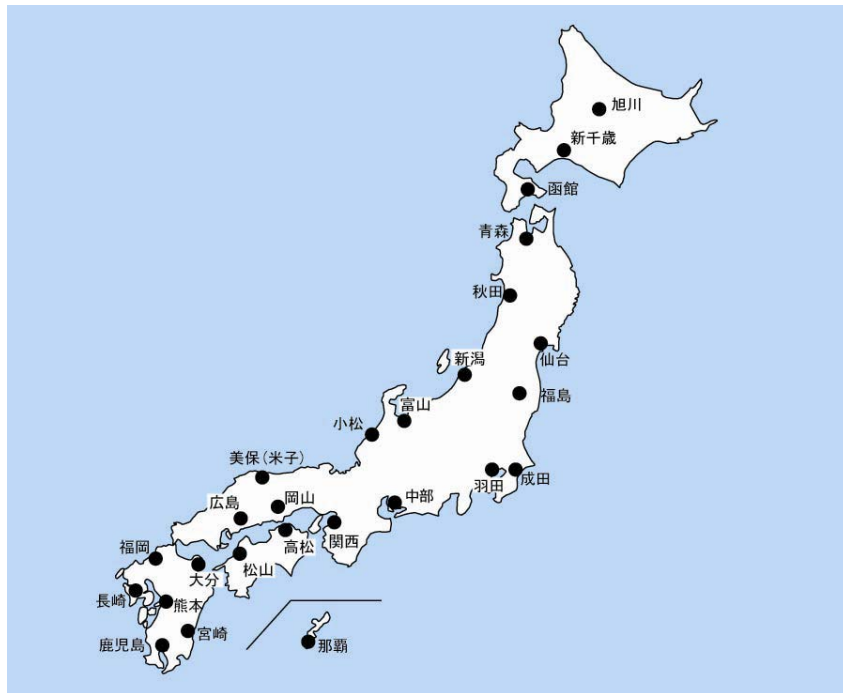 旭川
新千歳
函館
青森
秋田
仙台
新潟
福島
富山
小松
美保(米子)
羽田
成田
中部
岡山
広島
関西
高松
福岡
松山
大分
長崎
熊本
宮崎
鹿児島
那覇